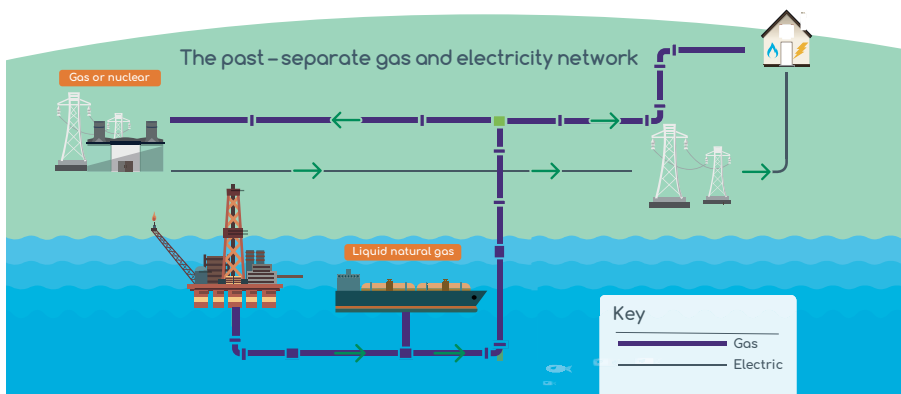 The past – separate gas and electricity network
Gas or nuclear
Liquid natural gas
Key
Gas
Electric